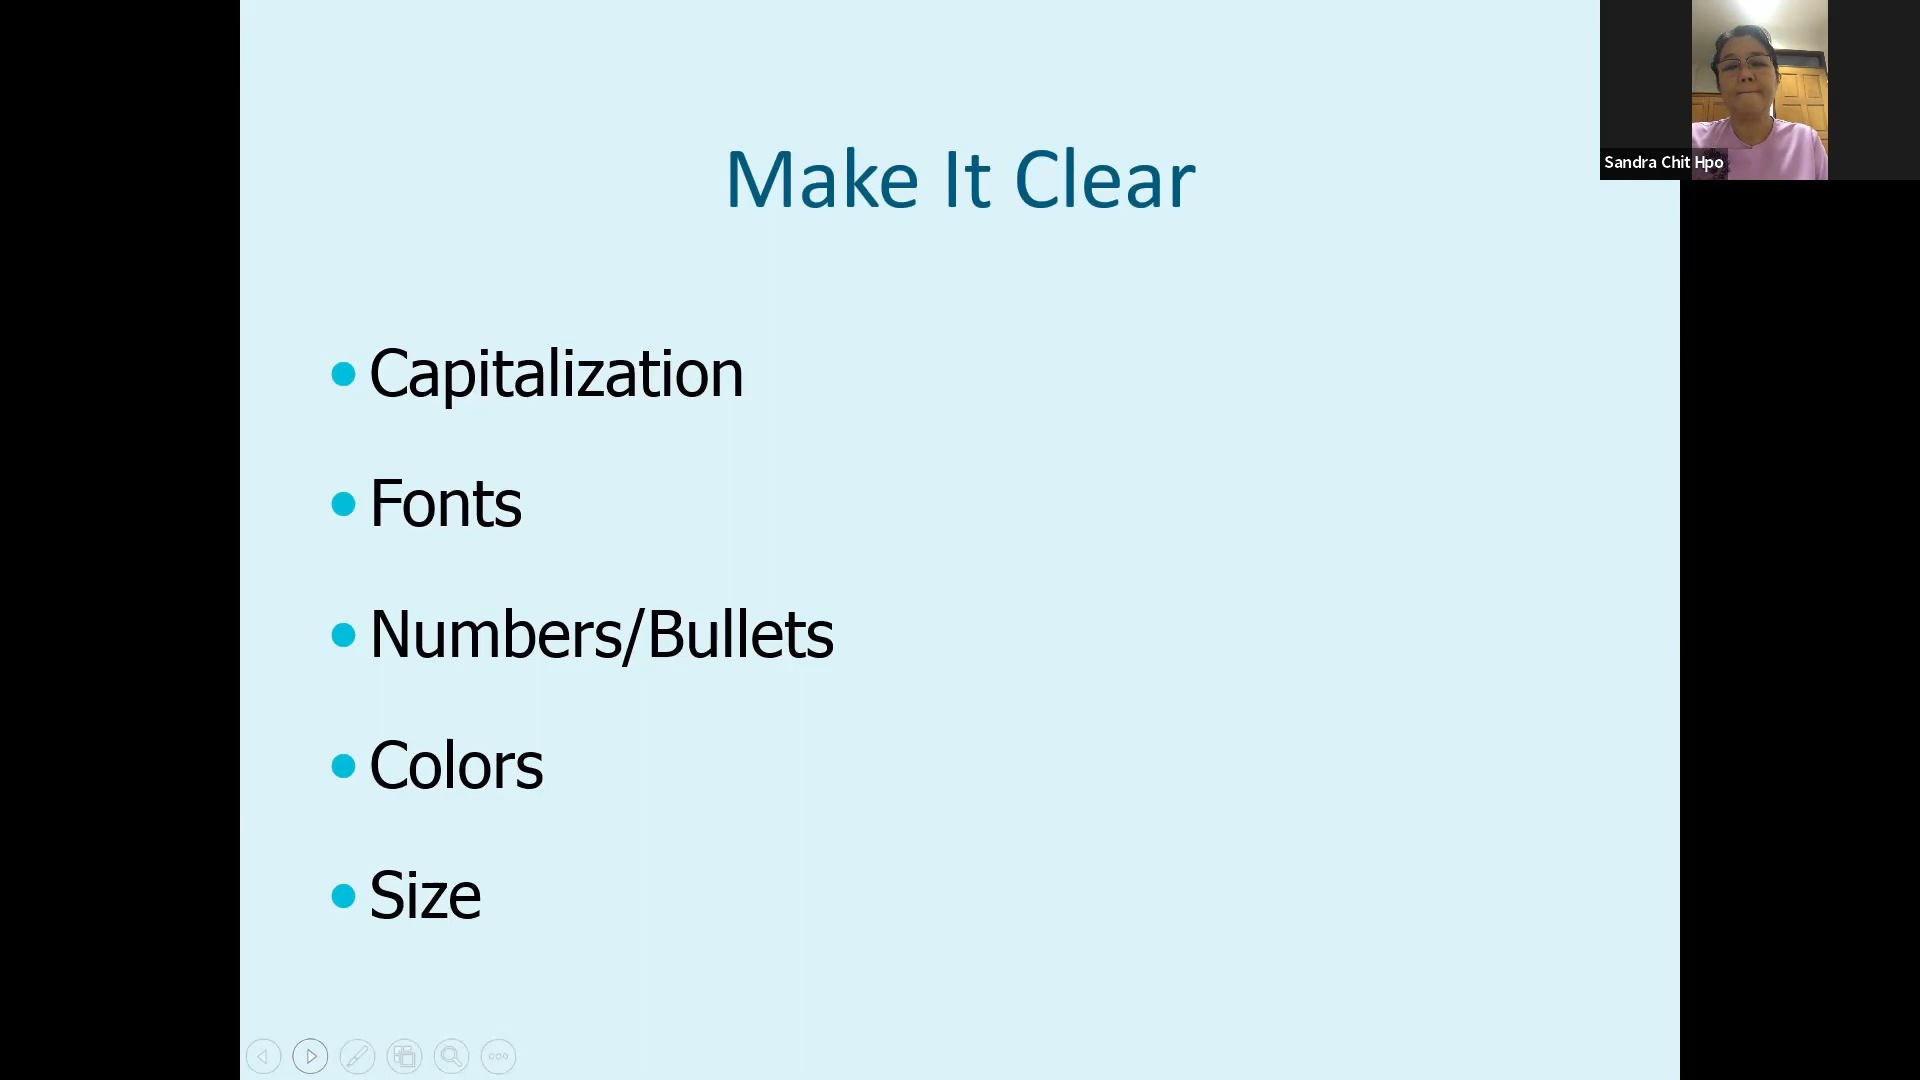 Make It Clear
Capitalization
Fonts
Numbers/Bullets
Colors
Size
Sandra Chit Hpo